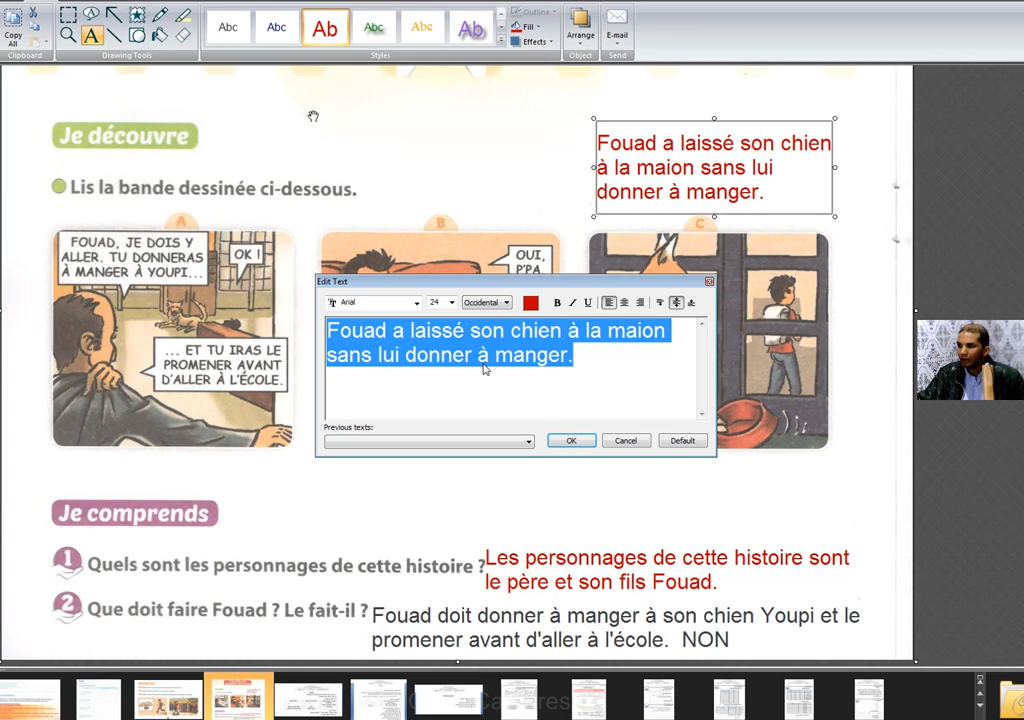 Copy
All
Clipboard
Drawing Tools
Abc
Abc
Ab
Abc
Abc
Ab
Styles
Outline
Fill
Effects
Arrange
Object
E-mail
Send
Je découvre
Lis la bande dessinée ci-dessous.
Fouad a laissé son chien
à la maion sans lui
donner à manger.
A
B
C
FOUAD, JE DOIS Y
ALLER. TU DONNERAS
À MANGER À YOUPI...
OK !
... ET TU IRAS LE
PROMENER AVANT
D'ALLER À L'ÉCOLE.
OUI,
P'PA
Edit Text
Arial
24
Occidental
B
I
U
Fouad a laissé son chien à la maion
sans lui donner à manger.
Previous texts:
OK
Cancel
Default
Je comprends
1 Quels sont les personnages de cette histoire ?
Les personnages de cette histoire sont
le père et son fils Fouad.
2 Que doit faire Fouad ? Le fait-il ?
Fouad doit donner à manger à son chien Youpi et le
promener avant d'aller à l'école. NON